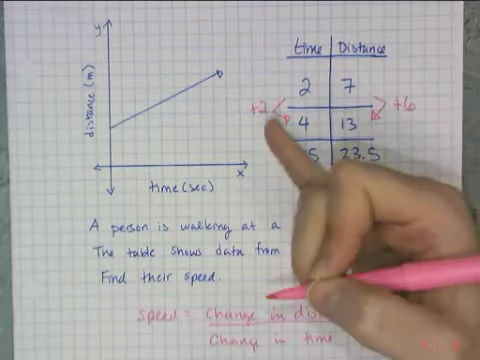 y
distance (m)
x
time (sec)
time Distance
2 7
+2 +6
4 13
5 23.5
A person is walking at a
The table shows data from
Find their speed.
speed = Change in dis
Change in time